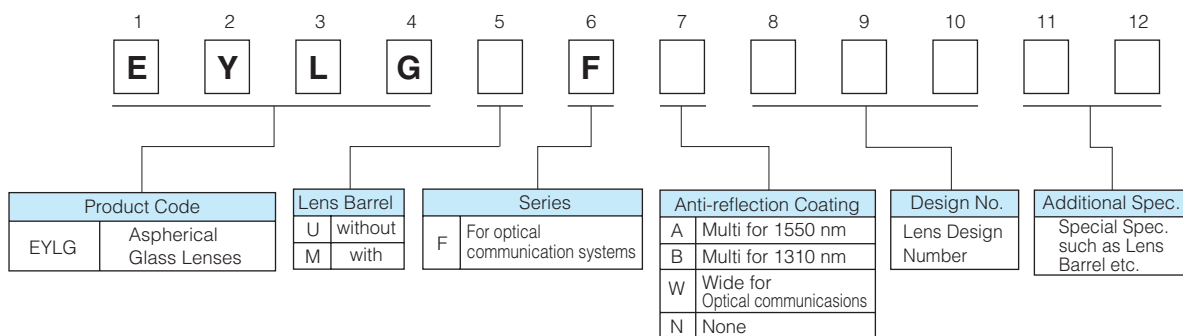 1 2 3 4 5 6 7 8 9 10 11 12
E Y L G F
Product Code
EYLG
Aspherical
Glass Lenses
Lens Barrel
U without
M with
Series
F
For optical
communication systems
Anti-reflection Coating
A Multi for 1550 nm
B Multi for 1310 nm
W
Wide for
Optical communicasions
N None
Design No.
Lens Design
Number
Additional Spec.
Special Spec.
such as Lens
Barrel etc.